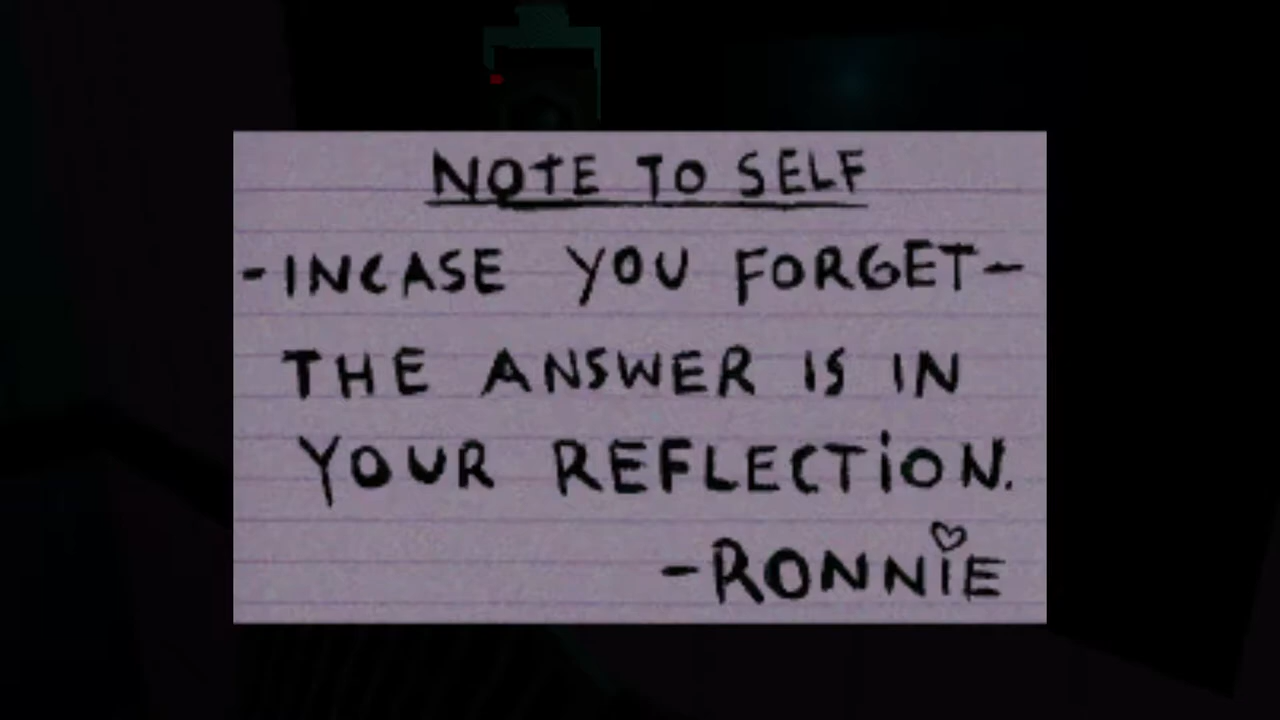 NOTE TO SELF
-INCASE YOU FORGET-
THE ANSWER IS IN
YOUR REFLECTION.
-RONNiE